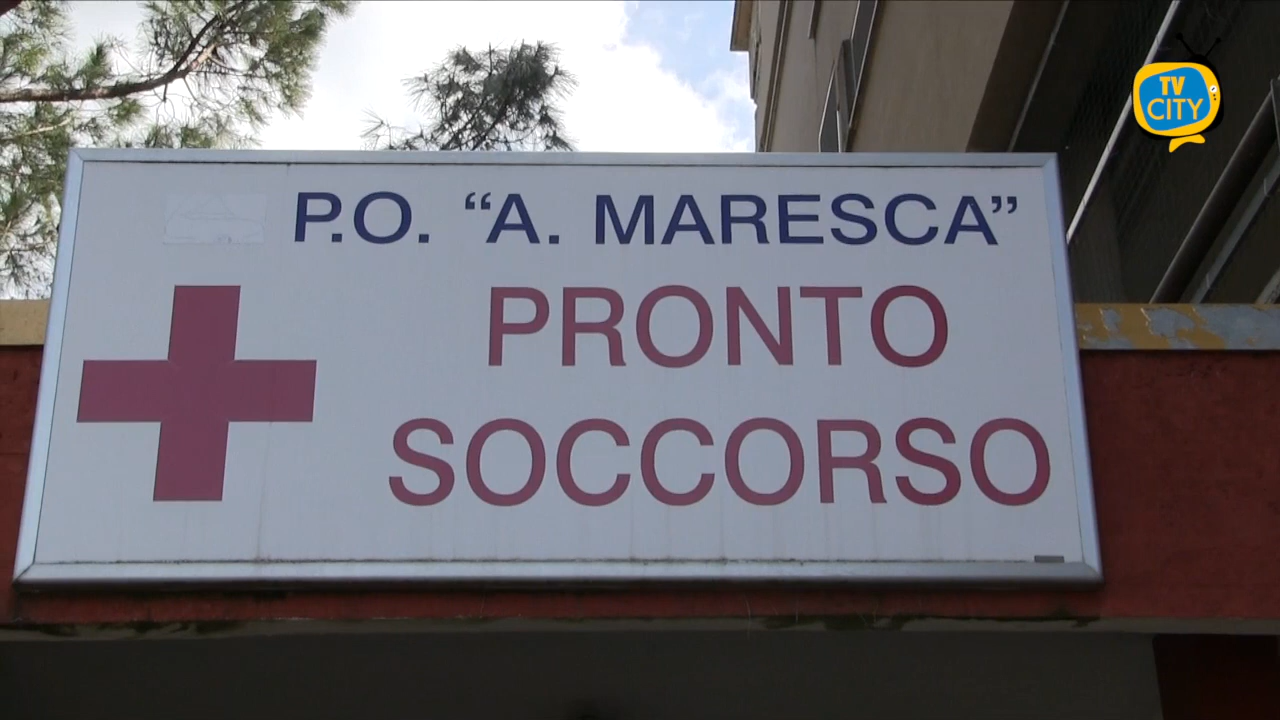 TV
CITY
P.O. “A. MARESCA”
PRONTO
SOCCORSO